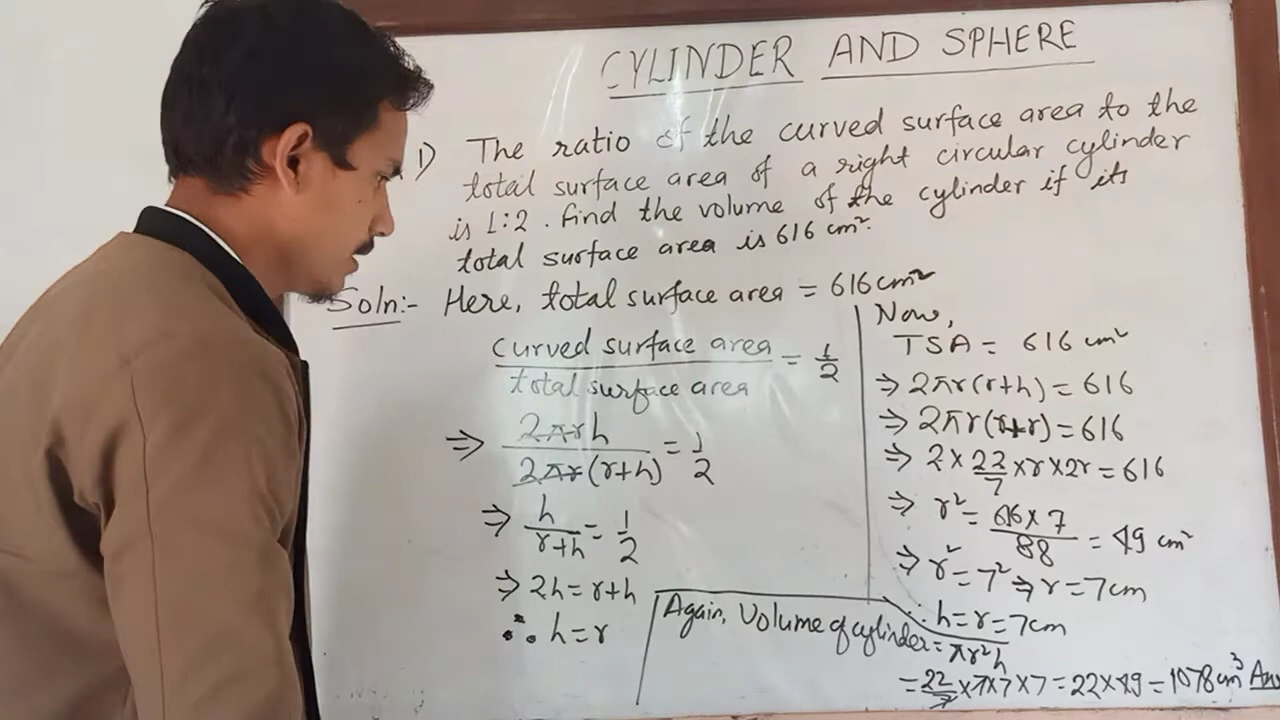 CYLINDER AND SPHERE
1) The ratio of the curved surface area to the
total surface area of a right circular cylinder
is 1:2. Find the volume of the cylinder if its
total surface area is 616 cm².
Soln:- Here, total surface area = 616 cm²
curved surface area / total surface area = 1/2
⇒ 2πrh / 2πr(r+h) = 1/2
⇒ h / r+h = 1/2
⇒ 2h = r+h
∴ h = r
Now,
TSA = 616 cm²
⇒ 2πr(r+h) = 616
⇒ 2πr(r+r) = 616
⇒ 2 × 22/7 × r × 2r = 616
⇒ r² = 616 × 7 / 88 = 49 cm²
⇒ r² = 7² ⇒ r = 7cm
∴ h = r = 7cm
Again, Volume of cylinder = πr²h
= 22/7 × 7 × 7 × 7 = 22 × 49 = 1078 cm³ Ans